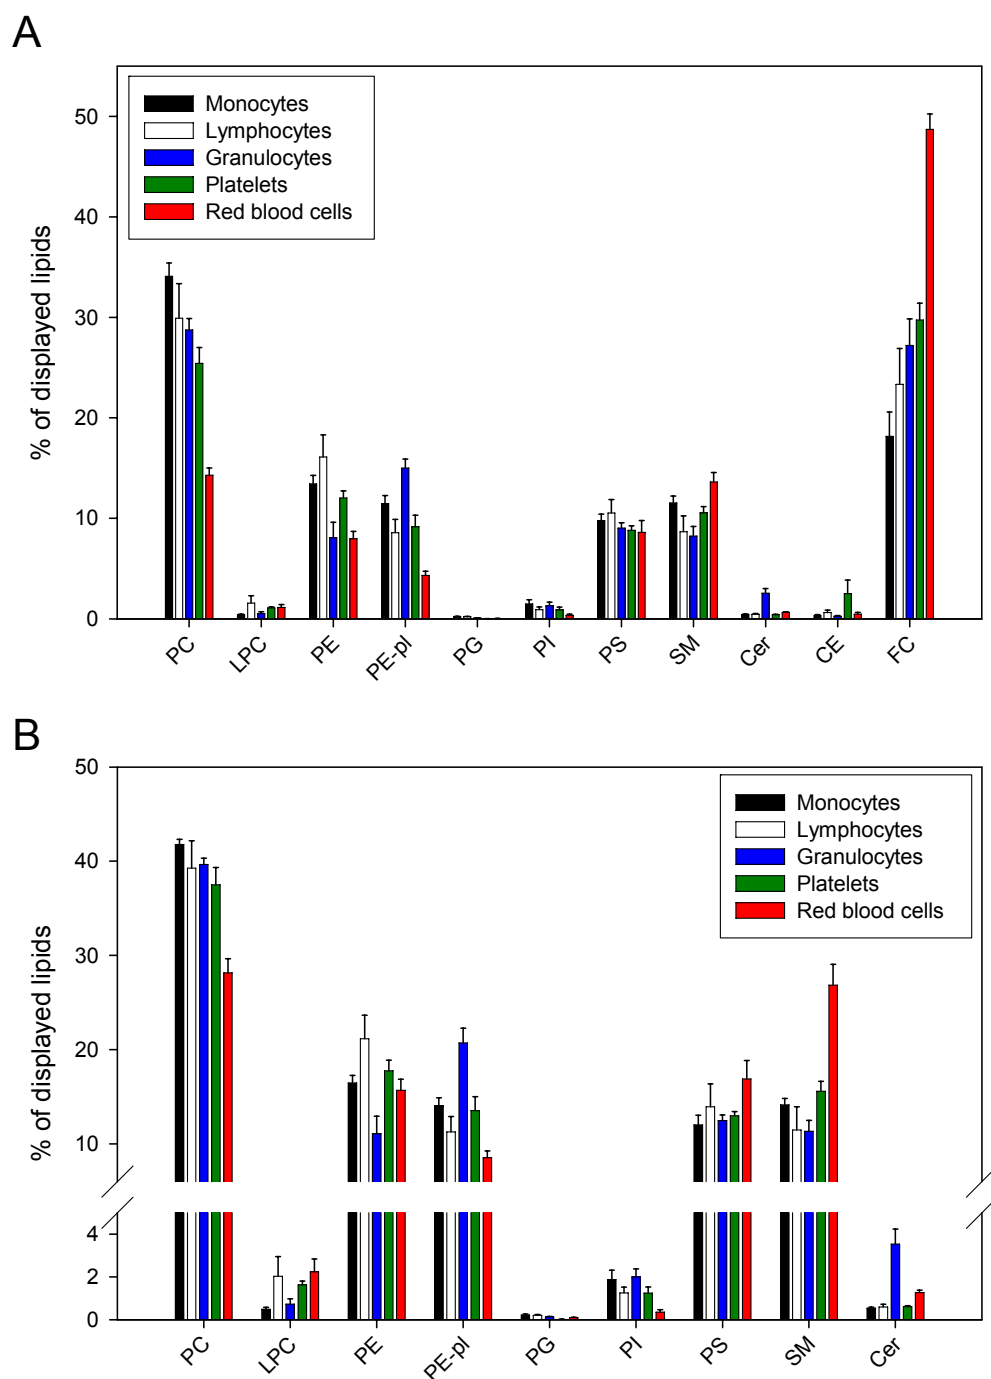 A
% of displayed lipids
50
40
30
20
10
0
Monocytes
Lymphocytes
Granulocytes
Platelets
Red blood cells
PC
LPC
PE
PE-pl
PG
PI
PS
SM
Cer
CE
FC
B
% of displayed lipids
50
40
30
20
10
4
2
0
Monocytes
Lymphocytes
Granulocytes
Platelets
Red blood cells
PC
LPC
PE
PE-pl
PG
PI
PS
SM
Cer